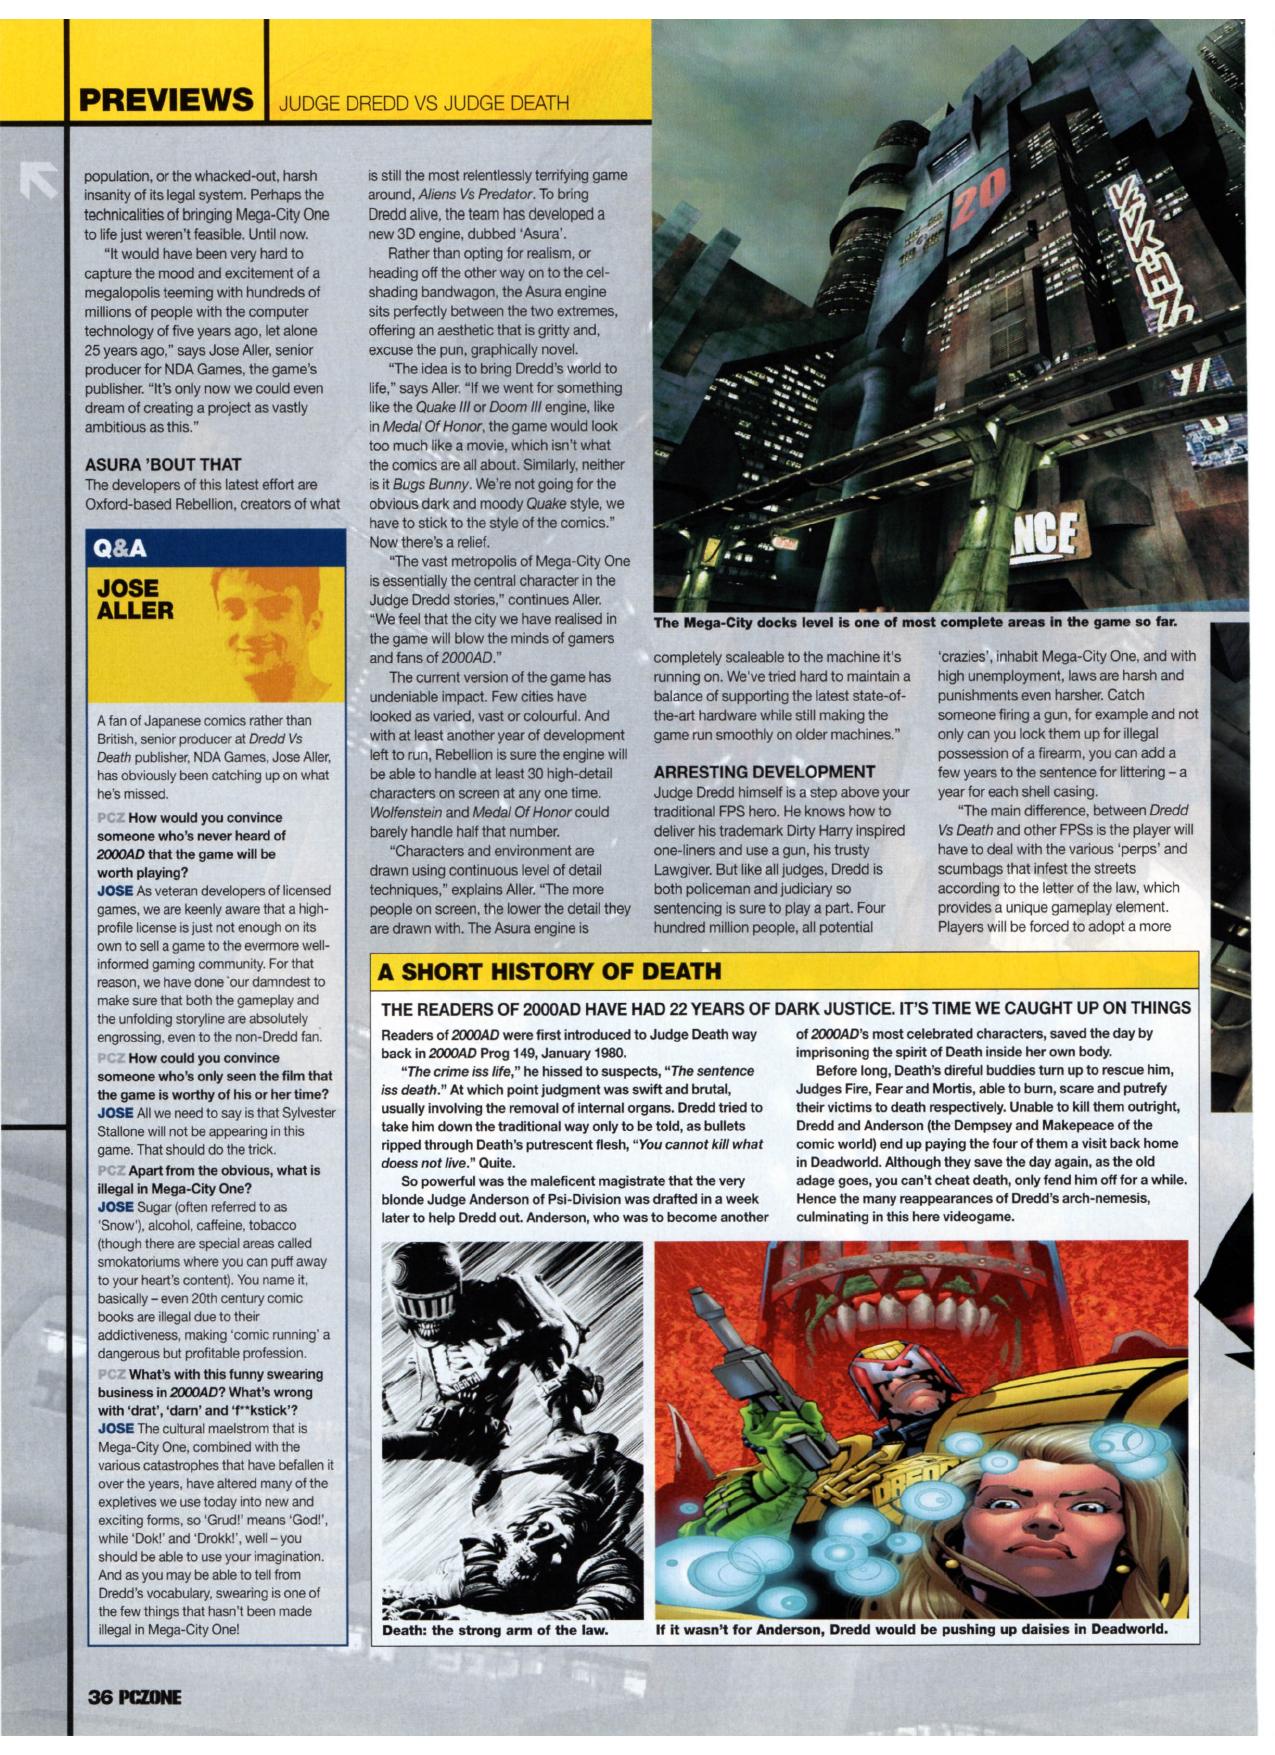 PREVIEWS JUDGE DREDD VS JUDGE DEATH
population, or the whacked-out, harsh
insanity of its legal system. Perhaps the
technicalities of bringing Mega-City One
to life just weren't feasible. Until now.
"It would have been very hard to
capture the mood and excitement of a
megalopolis teeming with hundreds of
millions of people with the computer
technology of five years ago, let alone
25 years ago," says Jose Aller, senior
producer for NDA Games, the game's
publisher. "It's only now we could even
dream of creating a project as vastly
ambitious as this."
ASURA 'BOUT THAT
The developers of this latest effort are
Oxford-based Rebellion, creators of what
is still the most relentlessly terrifying game
around, Aliens Vs Predator. To bring
Dredd alive, the team has developed a
new 3D engine, dubbed 'Asura'.
Rather than opting for realism, or
heading off the other way on to the cel-
shading bandwagon, the Asura engine
sits perfectly between the two extremes,
offering an aesthetic that is gritty and,
excuse the pun, graphically novel.
"The idea is to bring Dredd's world to
life," says Aller. "If we went for something
like the Quake III or Doom III engine, like
in Medal Of Honor, the game would look
too much like a movie, which isn't what
the comics are all about. Similarly, neither
is it Bugs Bunny. We're not going for the
obvious dark and moody Quake style, we
have to stick to the style of the comics."
Now there's a relief.
"The vast metropolis of Mega-City One
is essentially the central character in the
Judge Dredd stories," continues Aller.
"We feel that the city we have realised in
the game will blow the minds of gamers
and fans of 2000AD."
The current version of the game has
undeniable impact. Few cities have
looked as varied, vast or colourful. And
with at least another year of development
left to run, Rebellion is sure the engine will
be able to handle at least 30 high-detail
characters on screen at any one time.
Wolfenstein and Medal Of Honor could
barely handle half that number.
"Characters and environment are
drawn using continuous level of detail
techniques," explains Aller. "The more
people on screen, the lower the detail they
are drawn with. The Asura engine is
20
NCE
The Mega-City docks level is one of most complete areas in the game so far.
completely scaleable to the machine it's
running on. We've tried hard to maintain a
balance of supporting the latest state-of-
the-art hardware while still making the
game run smoothly on older machines."
ARRESTING DEVELOPMENT
Judge Dredd himself is a step above your
traditional FPS hero. He knows how to
deliver his trademark Dirty Harry inspired
one-liners and use a gun, his trusty
Lawgiver. But like all judges, Dredd is
both policeman and judiciary so
sentencing is sure to play a part. Four
hundred million people, all potential
'crazies', inhabit Mega-City One, and with
high unemployment, laws are harsh and
punishments even harsher. Catch
someone firing a gun, for example and not
only can you lock them up for illegal
possession of a firearm, you can add a
few years to the sentence for littering – a
year for each shell casing.
"The main difference, between Dredd
Vs Death and other FPSs is the player will
have to deal with the various 'perps' and
scumbags that infest the streets
according to the letter of the law, which
provides a unique gameplay element.
Players will be forced to adopt a more
Q&A
JOSE
ALLER
A fan of Japanese comics rather than
British, senior producer at Dredd Vs
Death publisher, NDA Games, Jose Aller,
has obviously been catching up on what
he's missed.
PCZ How would you convince
someone who's never heard of
2000AD that the game will be
worth playing?
JOSE As veteran developers of licensed
games, we are keenly aware that a high-
profile license is just not enough on its
own to sell a game to the evermore well-
informed gaming community. For that
reason, we have done our damndest to
make sure that both the gameplay and
the unfolding storyline are absolutely
engrossing, even to the non-Dredd fan.
PCZ How could you convince
someone who's only seen the film that
the game is worthy of his or her time?
JOSE All we need to say is that Sylvester
Stallone will not be appearing in this
game. That should do the trick.
PCZ Apart from the obvious, what is
illegal in Mega-City One?
JOSE Sugar (often referred to as
'Snow'), alcohol, caffeine, tobacco
(though there are special areas called
smokatoriums where you can puff away
to your heart's content). You name it,
basically – even 20th century comic
books are illegal due to their
addictiveness, making 'comic running' a
dangerous but profitable profession.
PCZ What's with this funny swearing
business in 2000AD? What's wrong
with 'drat', 'darn' and 'f**kstick'?
JOSE The cultural maelstrom that is
Mega-City One, combined with the
various catastrophes that have befallen it
over the years, have altered many of the
expletives we use today into new and
exciting forms, so 'Grud!' means 'God!',
while 'Dok!' and 'Drokk!', well – you
should be able to use your imagination.
And as you may be able to tell from
Dredd's vocabulary, swearing is one of
the few things that hasn't been made
illegal in Mega-City One!
A SHORT HISTORY OF DEATH
THE READERS OF 2000AD HAVE HAD 22 YEARS OF DARK JUSTICE. IT'S TIME WE CAUGHT UP ON THINGS
Readers of 2000AD were first introduced to Judge Death way
back in 2000AD Prog 149, January 1980.
"The crime iss life," he hissed to suspects, "The sentence
iss death." At which point judgment was swift and brutal,
usually involving the removal of internal organs. Dredd tried to
take him down the traditional way only to be told, as bullets
ripped through Death's putrescent flesh, "You cannot kill what
doess not live." Quite.
So powerful was the maleficent magistrate that the very
blonde Judge Anderson of Psi-Division was drafted in a week
later to help Dredd out. Anderson, who was to become another
of 2000AD's most celebrated characters, saved the day by
imprisoning the spirit of Death inside her own body.
Before long, Death's direful buddies turn up to rescue him,
Judges Fire, Fear and Mortis, able to burn, scare and putrefy
their victims to death respectively. Unable to kill them outright,
Dredd and Anderson (the Dempsey and Makepeace of the
comic world) end up paying the four of them a visit back home
in Deadworld. Although they save the day again, as the old
adage goes, you can't cheat death, only fend him off for a while.
Hence the many reappearances of Dredd's arch-nemesis,
culminating in this here videogame.
DEATH
DREDD
Death: the strong arm of the law.
If it wasn't for Anderson, Dredd would be pushing up daisies in Deadworld.
36 PCZONE